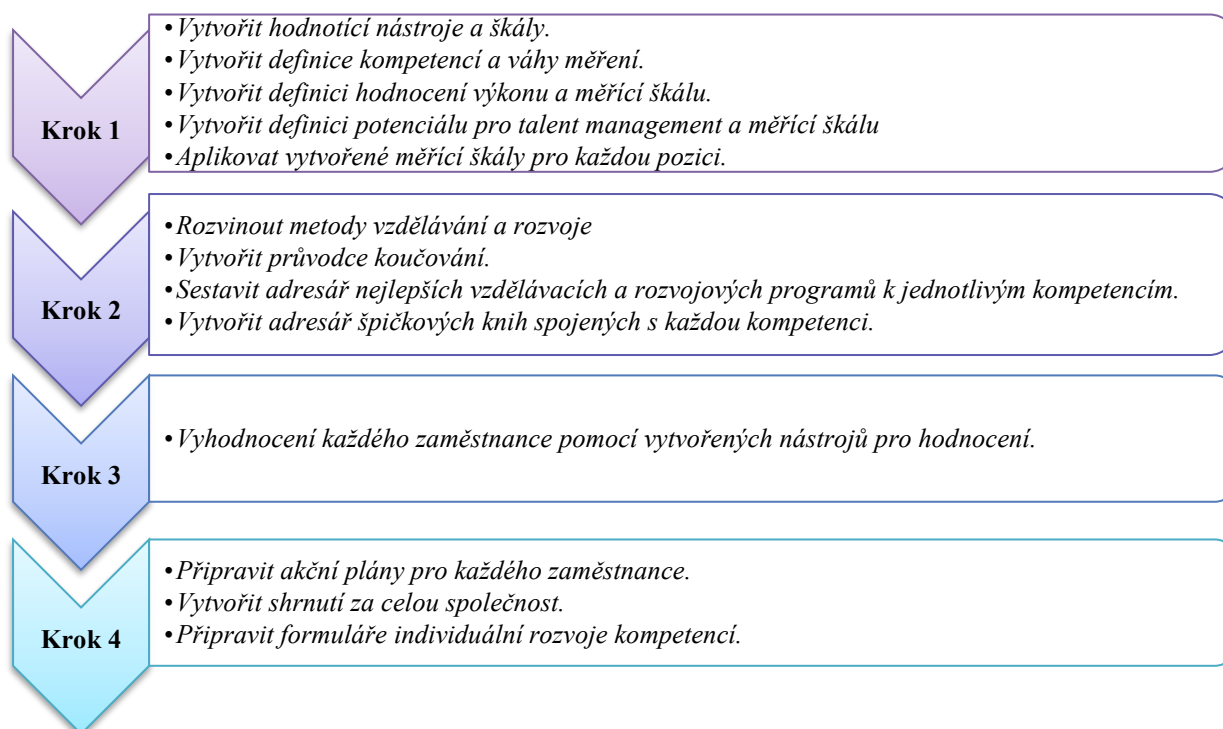 Krok 1
•Vytvořit hodnotící nástroje a škály.
•Vytvořit definice kompetencí a váhy měření.
•Vytvořit definici hodnocení výkonu a měřící škálu.
•Vytvořit definici potenciálu pro talent management a měřící škálu
•Aplikovat vytvořené měřící škály pro každou pozici.
Krok 2
•Rozvinout metody vzdělávání a rozvoje
•Vytvořit průvodce koučování.
•Sestavit adresář nejlepších vzdělávacích a rozvojových programů k jednotlivým kompetencím.
•Vytvořit adresář špičkových knih spojených s každou kompetenci.
Krok 3
•Vyhodnocení každého zaměstnance pomocí vytvořených nástrojů pro hodnocení.
Krok 4
•Připravit akční plány pro každého zaměstnance.
•Vytvořit shrnutí za celou společnost.
•Připravit formuláře individuální rozvoje kompetencí.